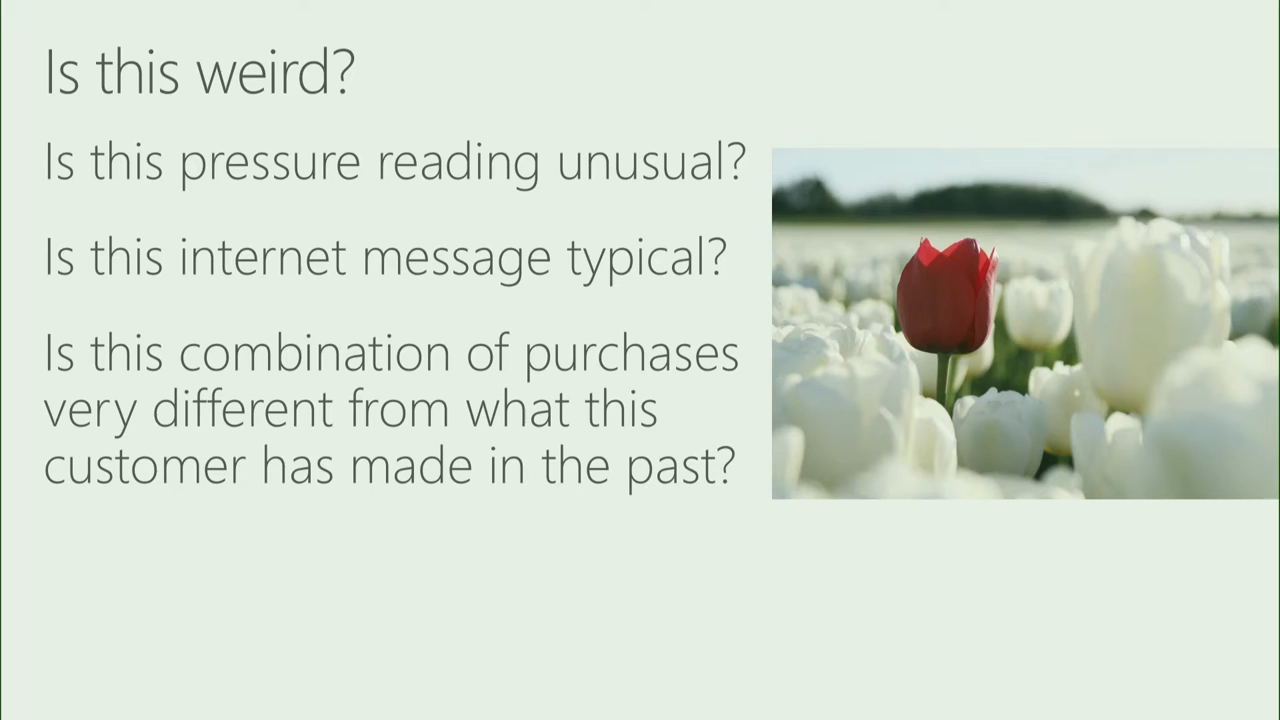 Is this weird?
Is this pressure reading unusual?
Is this internet message typical?
Is this combination of purchases
very different from what this
customer has made in the past?